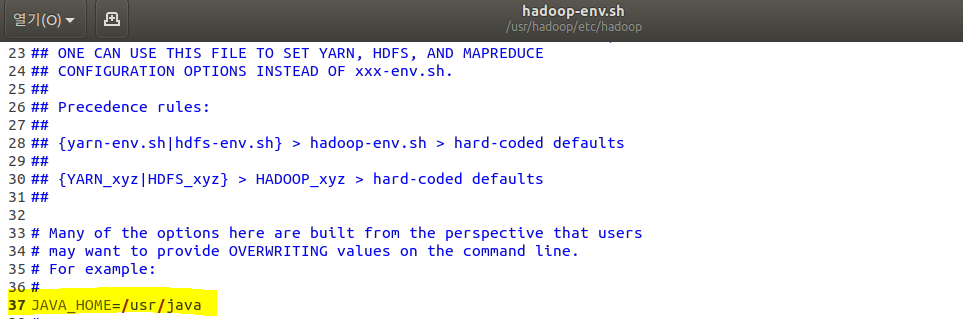 열기(O)
hadoop-env.sh
/usr/hadoop/etc/hadoop
23 ## ONE CAN USE THIS FILE TO SET YARN, HDFS, AND MAPREDUCE
24 ## CONFIGURATION OPTIONS INSTEAD OF xxx-env.sh.
25 ##
26 ## Precedence rules:
27 ##
28 ## {yarn-env.sh|hdfs-env.sh} > hadoop-env.sh > hard-coded defaults
29 ##
30 ## {YARN_xyz|HDFS_xyz} > HADOOP_xyz > hard-coded defaults
31 ##
32
33 # Many of the options here are built from the perspective that users
34 # may want to provide OVERWRITING values on the command line.
35 # For example:
36 #
37 JAVA_HOME=/usr/java